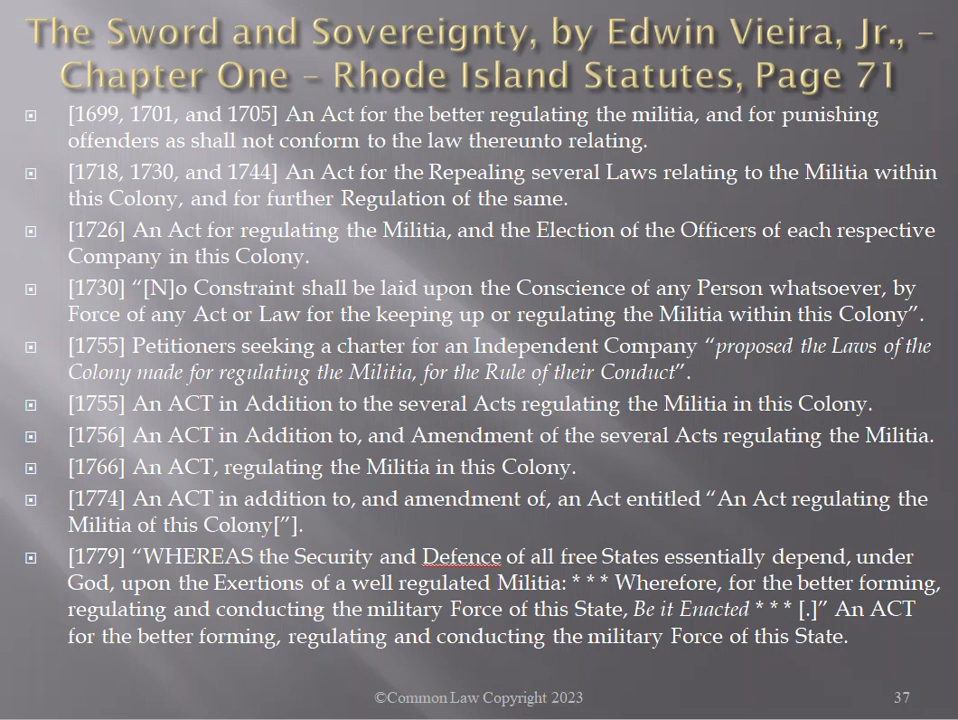 The Sword and Sovereignty, by Edwin Vieira, Jr., –
Chapter One – Rhode Island Statutes, Page 71
[1699, 1701, and 1705] An Act for the better regulating the militia, and for punishing
offenders as shall not conform to the law thereunto relating.
[1718, 1730, and 1744] An Act for the Repealing several Laws relating to the Militia within
this Colony, and for further Regulation of the same.
[1726] An Act for regulating the Militia, and the Election of the Officers of each respective
Company in this Colony.
[1730] “[N]o Constraint shall be laid upon the Conscience of any Person whatsoever, by
Force of any Act or Law for the keeping up or regulating the Militia within this Colony”.
[1755] Petitioners seeking a charter for an Independent Company “proposed the Laws of the
Colony made for regulating the Militia, for the Rule of their Conduct”.
[1755] An ACT in Addition to the several Acts regulating the Militia in this Colony.
[1756] An ACT in Addition to, and Amendment of the several Acts regulating the Militia.
[1766] An ACT, regulating the Militia in this Colony.
[1774] An ACT in addition to, and amendment of, an Act entitled “An Act regulating the
Militia of this Colony[”].
[1779] “WHEREAS the Security and Defence of all free States essentially depend, under
God, upon the Exertions of a well regulated Militia: * * * Wherefore, for the better forming,
regulating and conducting the military Force of this State, Be it Enacted * * * [.]” An ACT
for the better forming, regulating and conducting the military Force of this State.
©Common Law Copyright 2023
37